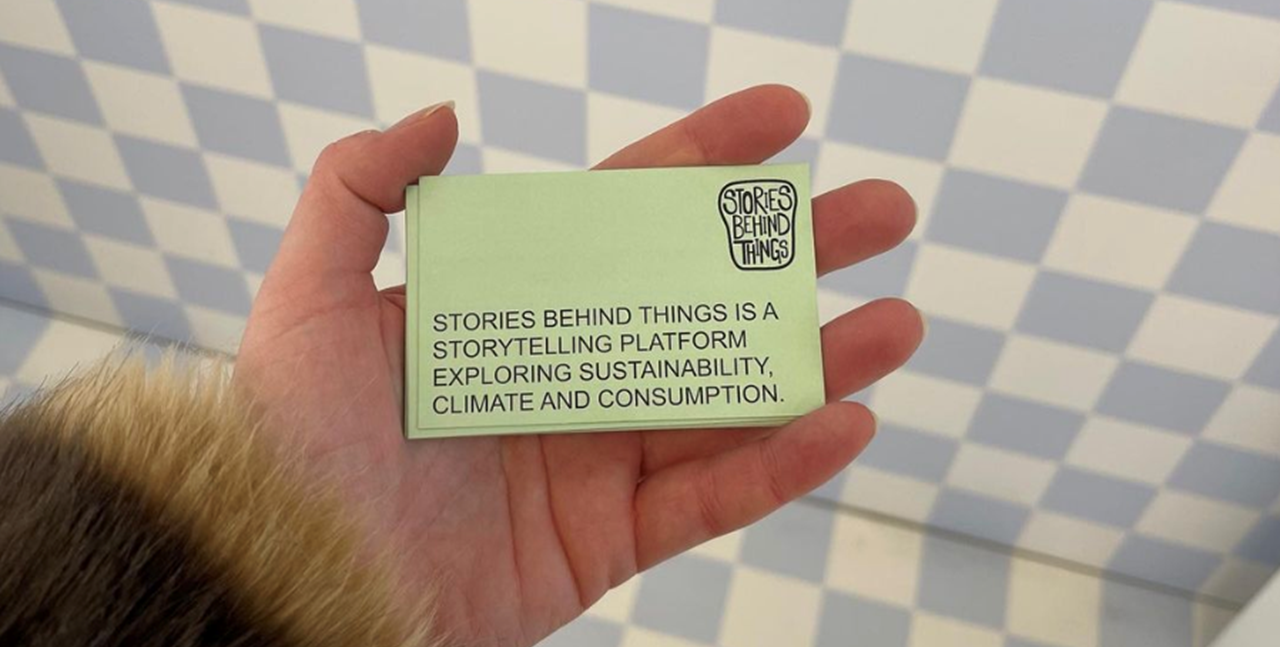 STORIES
BEHIND
THINGS
STORIES BEHIND THINGS IS A
STORYTELLING PLATFORM
EXPLORING SUSTAINABILITY,
CLIMATE AND CONSUMPTION.